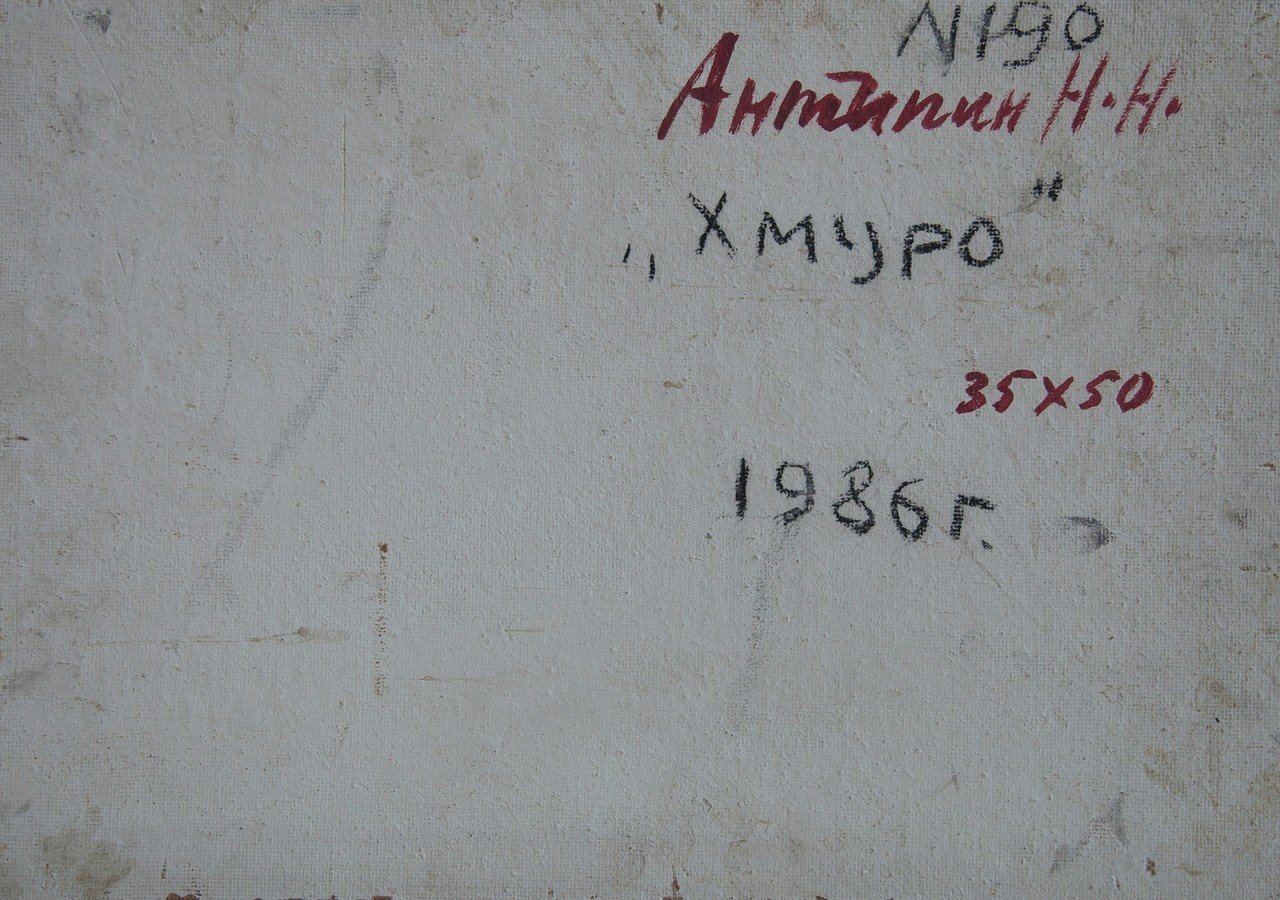 N190
Антипин Н.Н.
„Хмуро"
35х50
1986г.